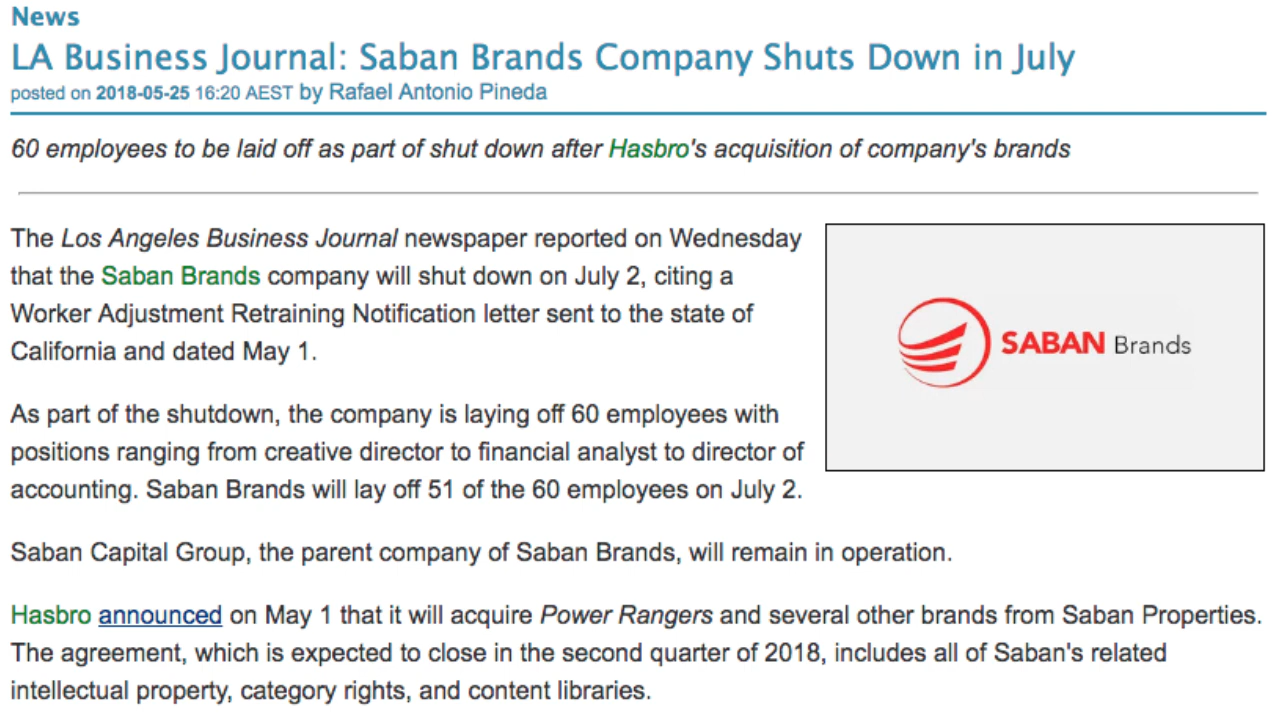 News
LA Business Journal: Saban Brands Company Shuts Down in July
posted on 2018-05-25 16:20 AEST by Rafael Antonio Pineda
60 employees to be laid off as part of shut down after Hasbro's acquisition of company's brands
The Los Angeles Business Journal newspaper reported on Wednesday
that the Saban Brands company will shut down on July 2, citing a
Worker Adjustment Retraining Notification letter sent to the state of
California and dated May 1.
SABAN Brands
As part of the shutdown, the company is laying off 60 employees with
positions ranging from creative director to financial analyst to director of
accounting. Saban Brands will lay off 51 of the 60 employees on July 2.
Saban Capital Group, the parent company of Saban Brands, will remain in operation.
Hasbro announced on May 1 that it will acquire Power Rangers and several other brands from Saban Properties.
The agreement, which is expected to close in the second quarter of 2018, includes all of Saban's related
intellectual property, category rights, and content libraries.